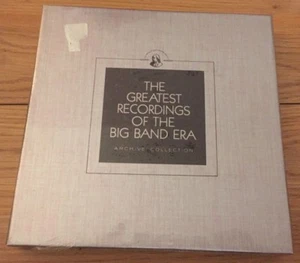 THE
GREATEST
RECORDINGS
OF THE
BIG BAND ERA
ARCHIVE COLLECTION